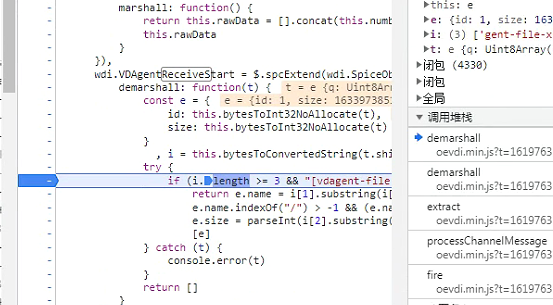 marshall: function() {
return this.rawData = [].concat(this.num
this.rawData
}
}),
wdi.VDAgentReceiveStart = $.spcExtend(wdi.SpiceOb
demarshall: function(t) { t = e {q: Uint8Ar
const e = { e = {id: 1, size: 1633973851
id: this.bytesToInt32NoAllocate(t),
size: this.bytesToInt32NoAllocate(t)
}
, i = this.bytesToConvertedString(t.shi
try {
if (i.length >= 3 && "[vdagent-file
return e.name = i[1].substring(i[
e.name.indexOf("/") > -1 && (e.na
e.size = parseInt(i[2].substring(
[e]
} catch (t) {
console.error(t)
}
return []
}
this: e
e: {id: 1, size: 163
i: (3) ['gent-file-x
t: e {q: Uint8Array(
闭包 (4330)
闭包
全局
调用堆栈
demarshall
oevdi.min.js?t=1619763
demarshall
oevdi.min.js?t=1619763
extract
oevdi.min.js?t=1619763
processChannelMessage
oevdi.min.js?t=1619763
fire
oevdi.min.js?t=1619763